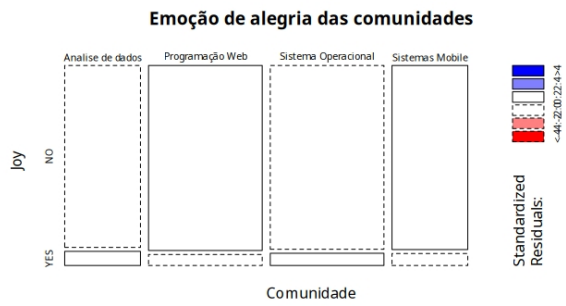 Emoção de alegria das comunidades
Analise de dados
Programação Web
Sistema Operacional
Sistemas Mobile
Joy
NO
YES
Comunidade
Standardized
Residuals: